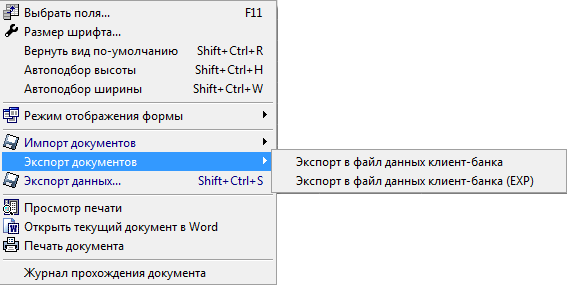 Выбрать поля... F11
Размер шрифта...
Вернуть вид по-умолчанию Shift+Ctrl+R
Автоподбор высоты Shift+Ctrl+H
Автоподбор ширины Shift+Ctrl+W
Режим отображения формы
Импорт документов
Экспорт документов
Экспорт в файл данных клиент-банка
Экспорт данных... Shift+Ctrl+S
Экспорт в файл данных клиент-банка (EXP)
Просмотр печати
Открыть текущий документ в Word
Печать документа
Журнал прохождения документа